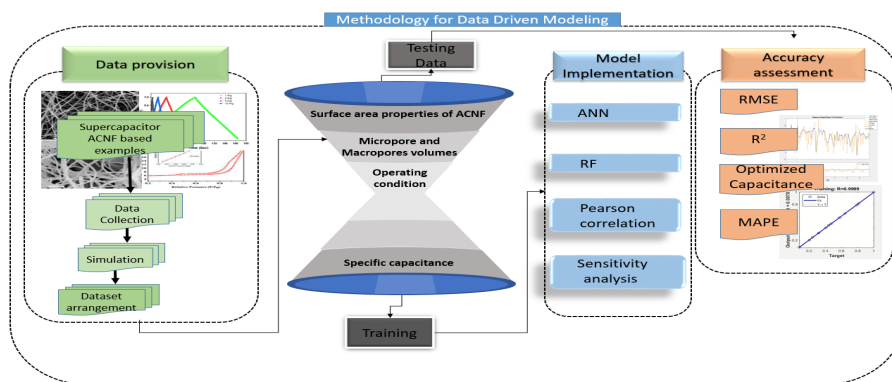 Methodology for Data Driven Modeling
Data provision
Supercapacitor
ACNF based
examples
Data
Collection
Simulation
Dataset
arrangement
Testing
Data
Surface area properties of ACNF
Micropore and
Macropores volumes
Operating
condition
Specific capacitance
Training
Model
Implementation
ANN
RF
Pearson
correlation
Sensitivity
analysis
Accuracy
assessment
RMSE
R²
Optimized
Capacitance
MAPE
Target